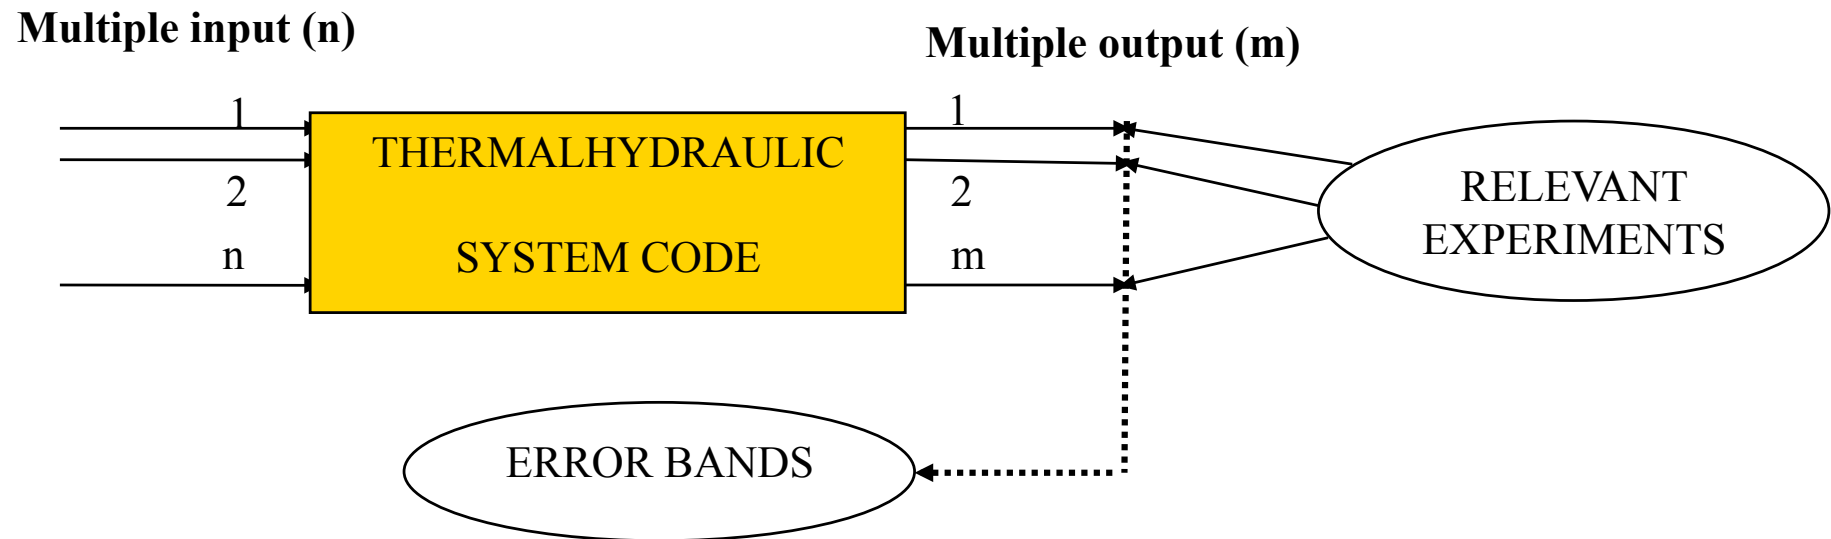 Multiple input (n)
Multiple output (m)
1
1
THERMALHYDRAULIC
2
2
RELEVANT
EXPERIMENTS
n
SYSTEM CODE
m
ERROR BANDS